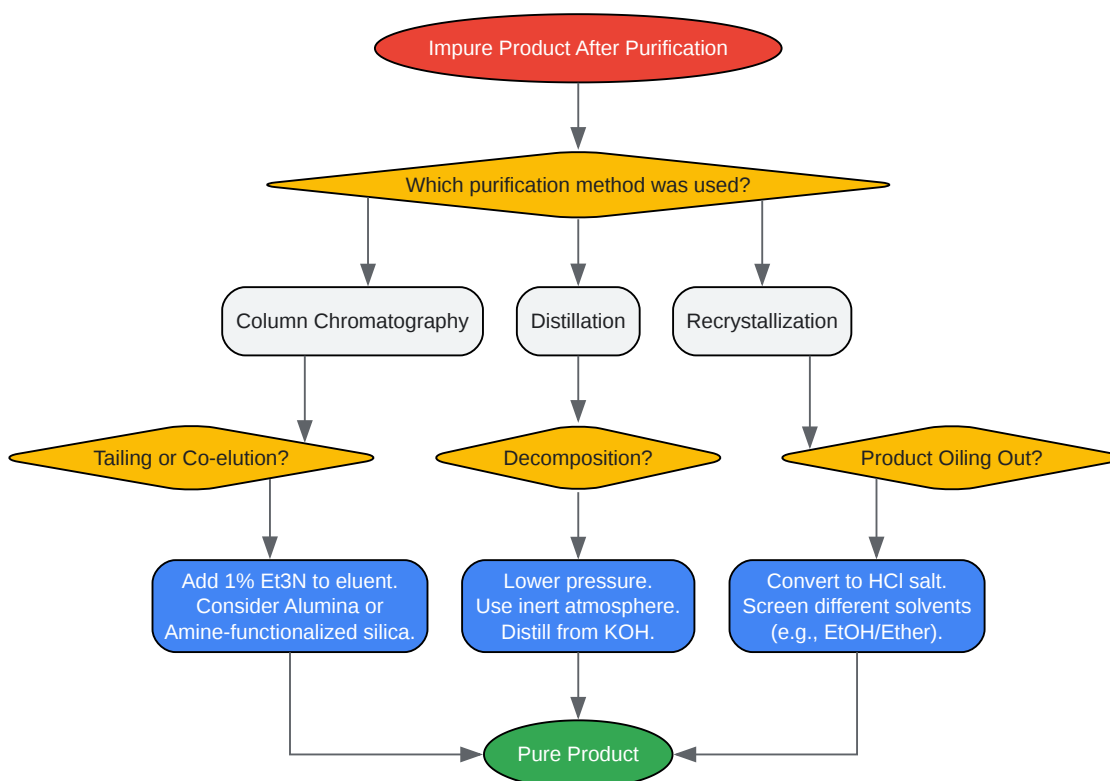 Impure Product After Purification
Which purification method was used?
Column Chromatography
Distillation
Recrystallization
Tailing or Co-elution?
Decomposition?
Product Oiling Out?
Add 1% Et3N to eluent.
Consider Alumina or
Amine-functionalized silica.
Lower pressure.
Use inert atmosphere.
Distill from KOH.
Convert to HCl salt.
Screen different solvents
(e.g., EtOH/Ether).
Pure Product